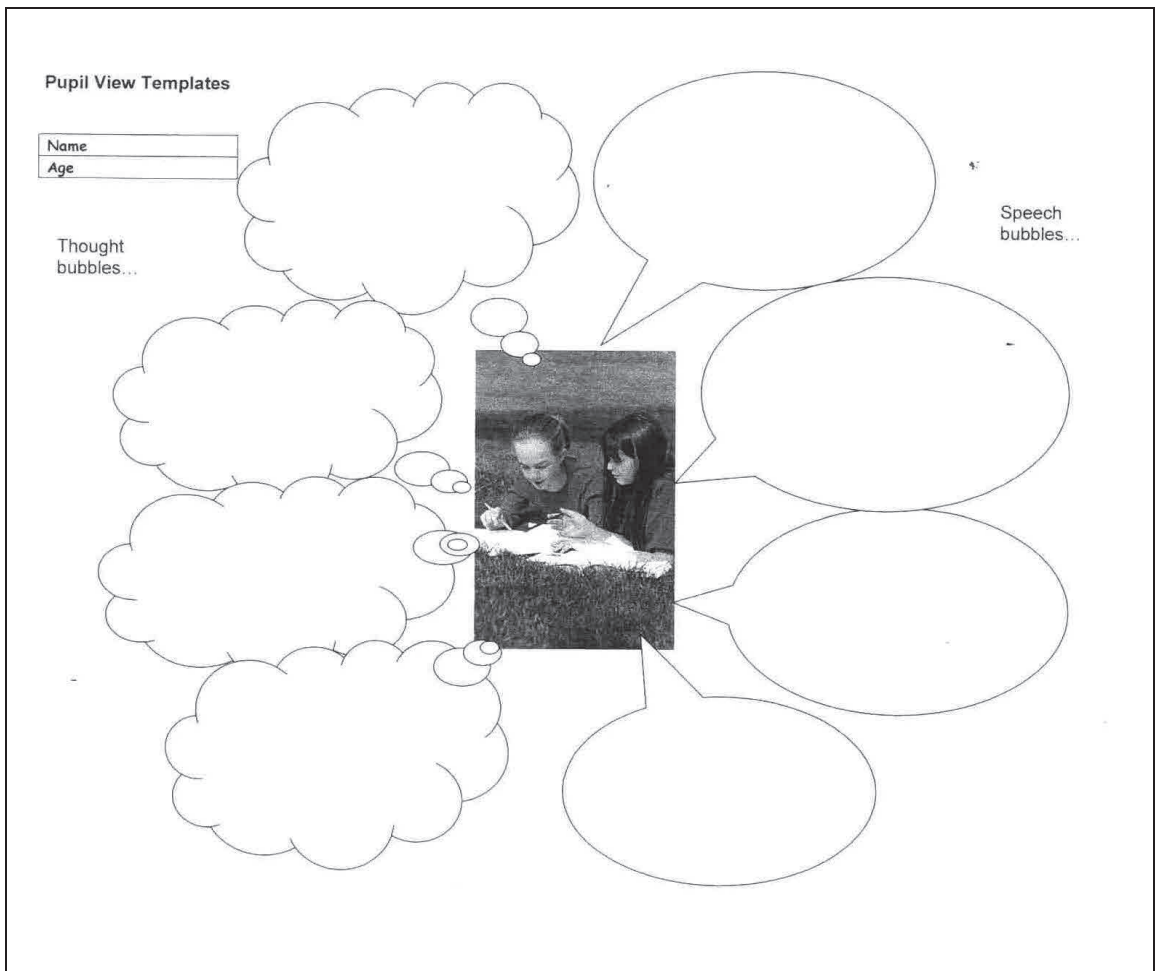 Pupil View Templates
Name
Age
Thought
bubbles…
Speech
bubbles…